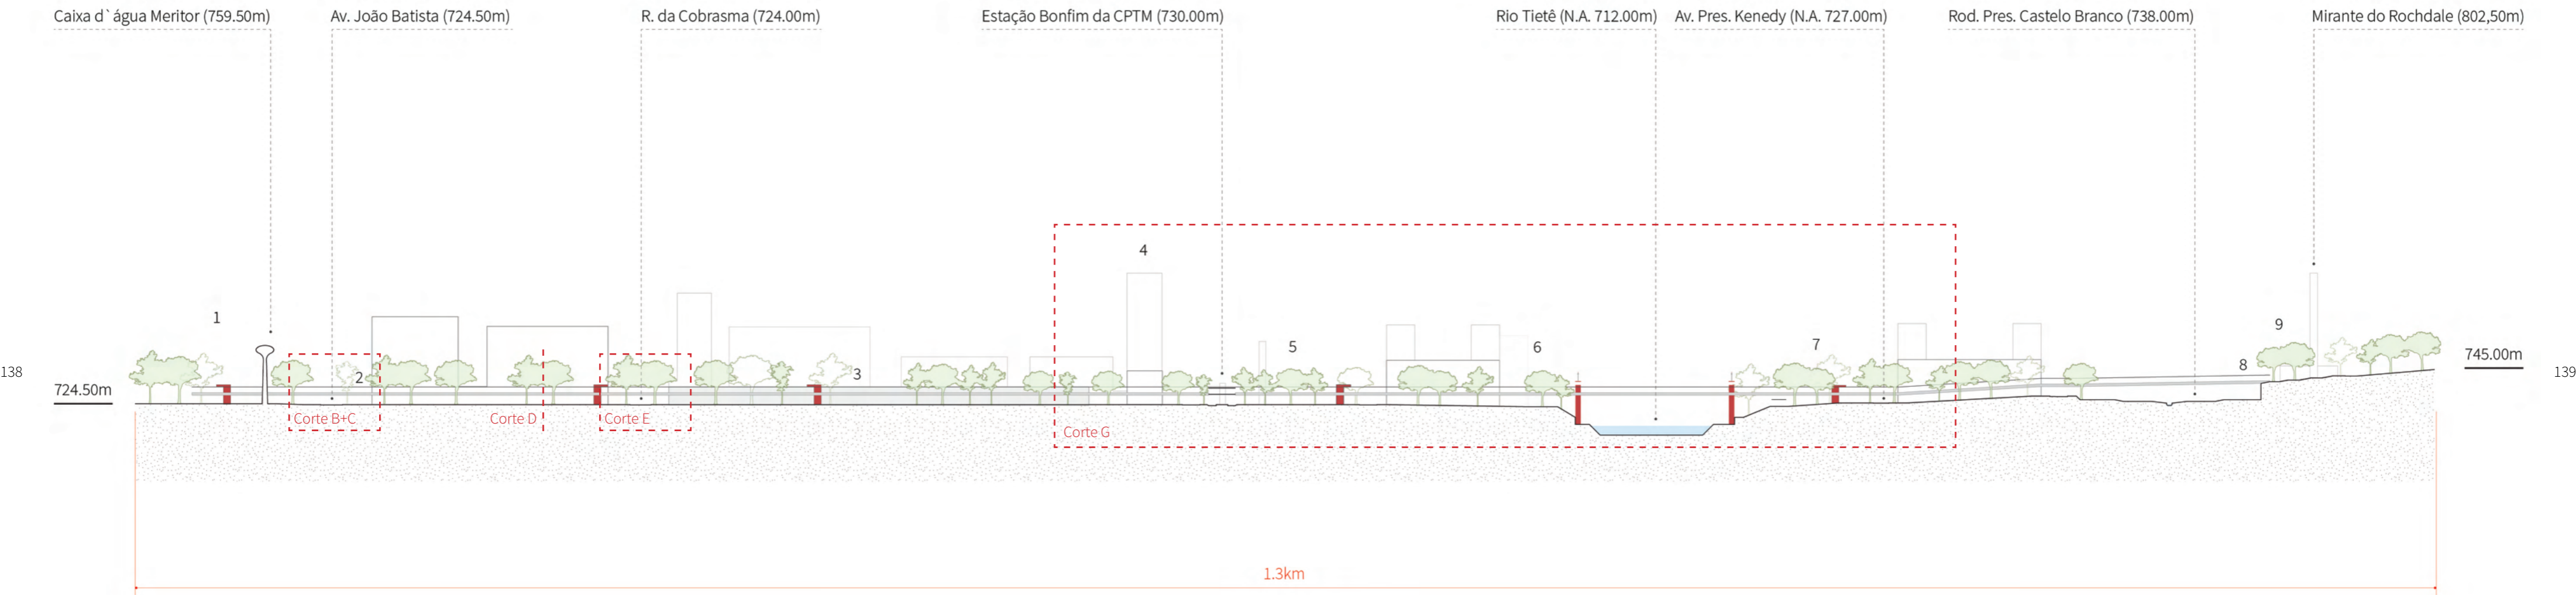 Caixa d`água Meritor (759.50m)
Av. João Batista (724.50m)
R. da Cobrasma (724.00m)
Estação Bonfim da CPTM (730.00m)
Rio Tietê (N.A. 712.00m)
Av. Pres. Kenedy (N.A. 727.00m)
Rod. Pres. Castelo Branco (738.00m)
Mirante do Rochdale (802,50m)
4
1
9
7
5
6
745.00m
8
138
139
3
2
724.50m
Corte B+C
Corte D
Corte E
Corte G
1.3km